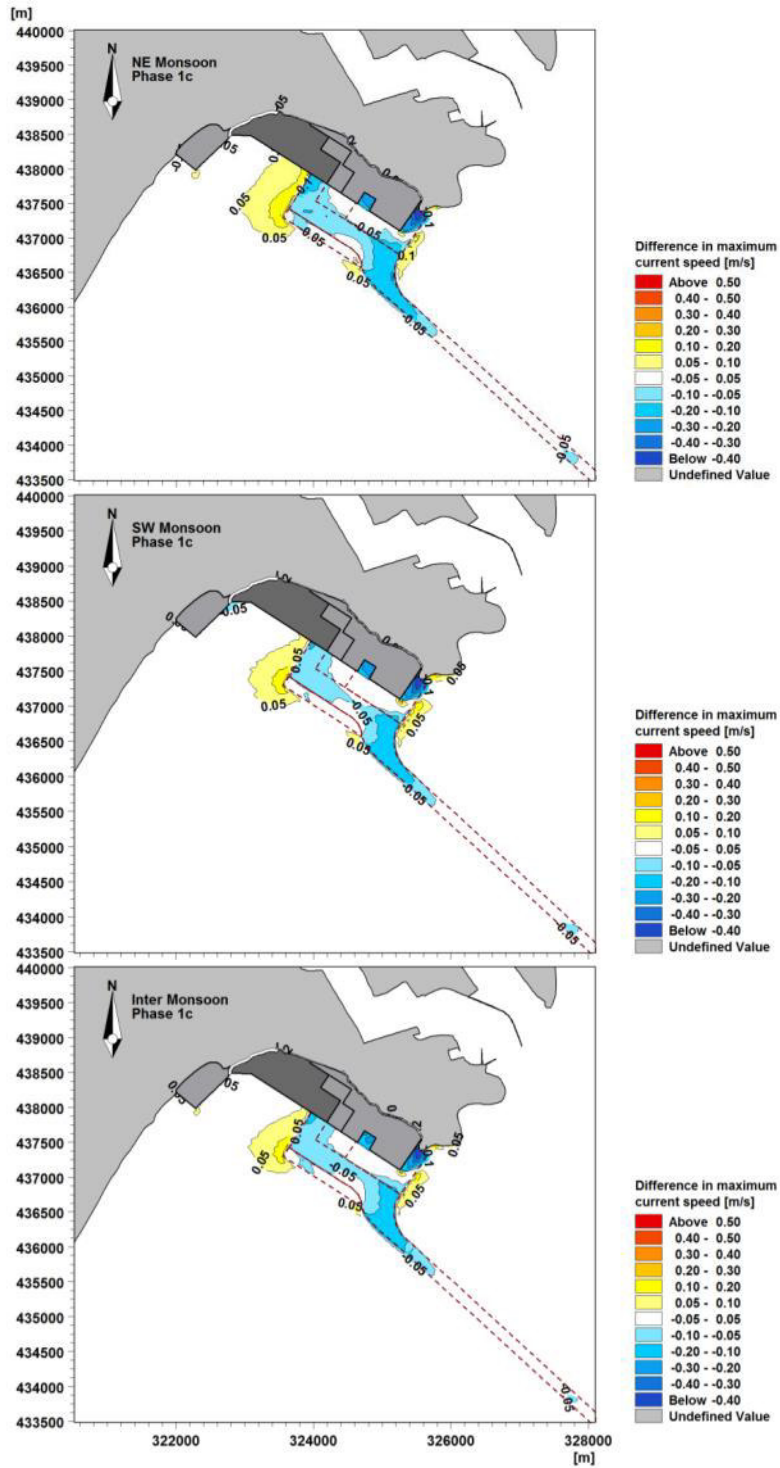 [m]
440000
439500
439000
438500
438000
437500
437000
436500
436000
435500
435000
434500
434000
433500
N
NE Monsoon
Phase 1c
0.05
0.05
0.05
0.05
-0.05
0.1
-0.05
Difference in maximum
current speed [m/s]
Above 0.50
0.40 - 0.50
0.30 - 0.40
0.20 - 0.30
0.10 - 0.20
0.05 - 0.10
-0.05 - 0.05
-0.10 - -0.05
-0.20 - -0.10
-0.30 - -0.20
-0.40 - -0.30
Below -0.40
Undefined Value
440000
439500
439000
438500
438000
437500
437000
436500
436000
435500
435000
434500
434000
433500
N
SW Monsoon
Phase 1c
0.05
0.05
0.05
0.05
-0.05
0.05
0.05
-0.05
-0.05
Difference in maximum
current speed [m/s]
Above 0.50
0.40 - 0.50
0.30 - 0.40
0.20 - 0.30
0.10 - 0.20
0.05 - 0.10
-0.05 - 0.05
-0.10 - -0.05
-0.20 - -0.10
-0.30 - -0.20
-0.40 - -0.30
Below -0.40
Undefined Value
440000
439500
439000
438500
438000
437500
437000
436500
436000
435500
435000
434500
434000
433500
N
Inter Monsoon
Phase 1c
0.05
0.05
0.05
-0.05
0.05
0.05
-0.05
-0.05
Difference in maximum
current speed [m/s]
Above 0.50
0.40 - 0.50
0.30 - 0.40
0.20 - 0.30
0.10 - 0.20
0.05 - 0.10
-0.05 - 0.05
-0.10 - -0.05
-0.20 - -0.10
-0.30 - -0.20
-0.40 - -0.30
Below -0.40
Undefined Value
322000
324000
326000
328000
[m]